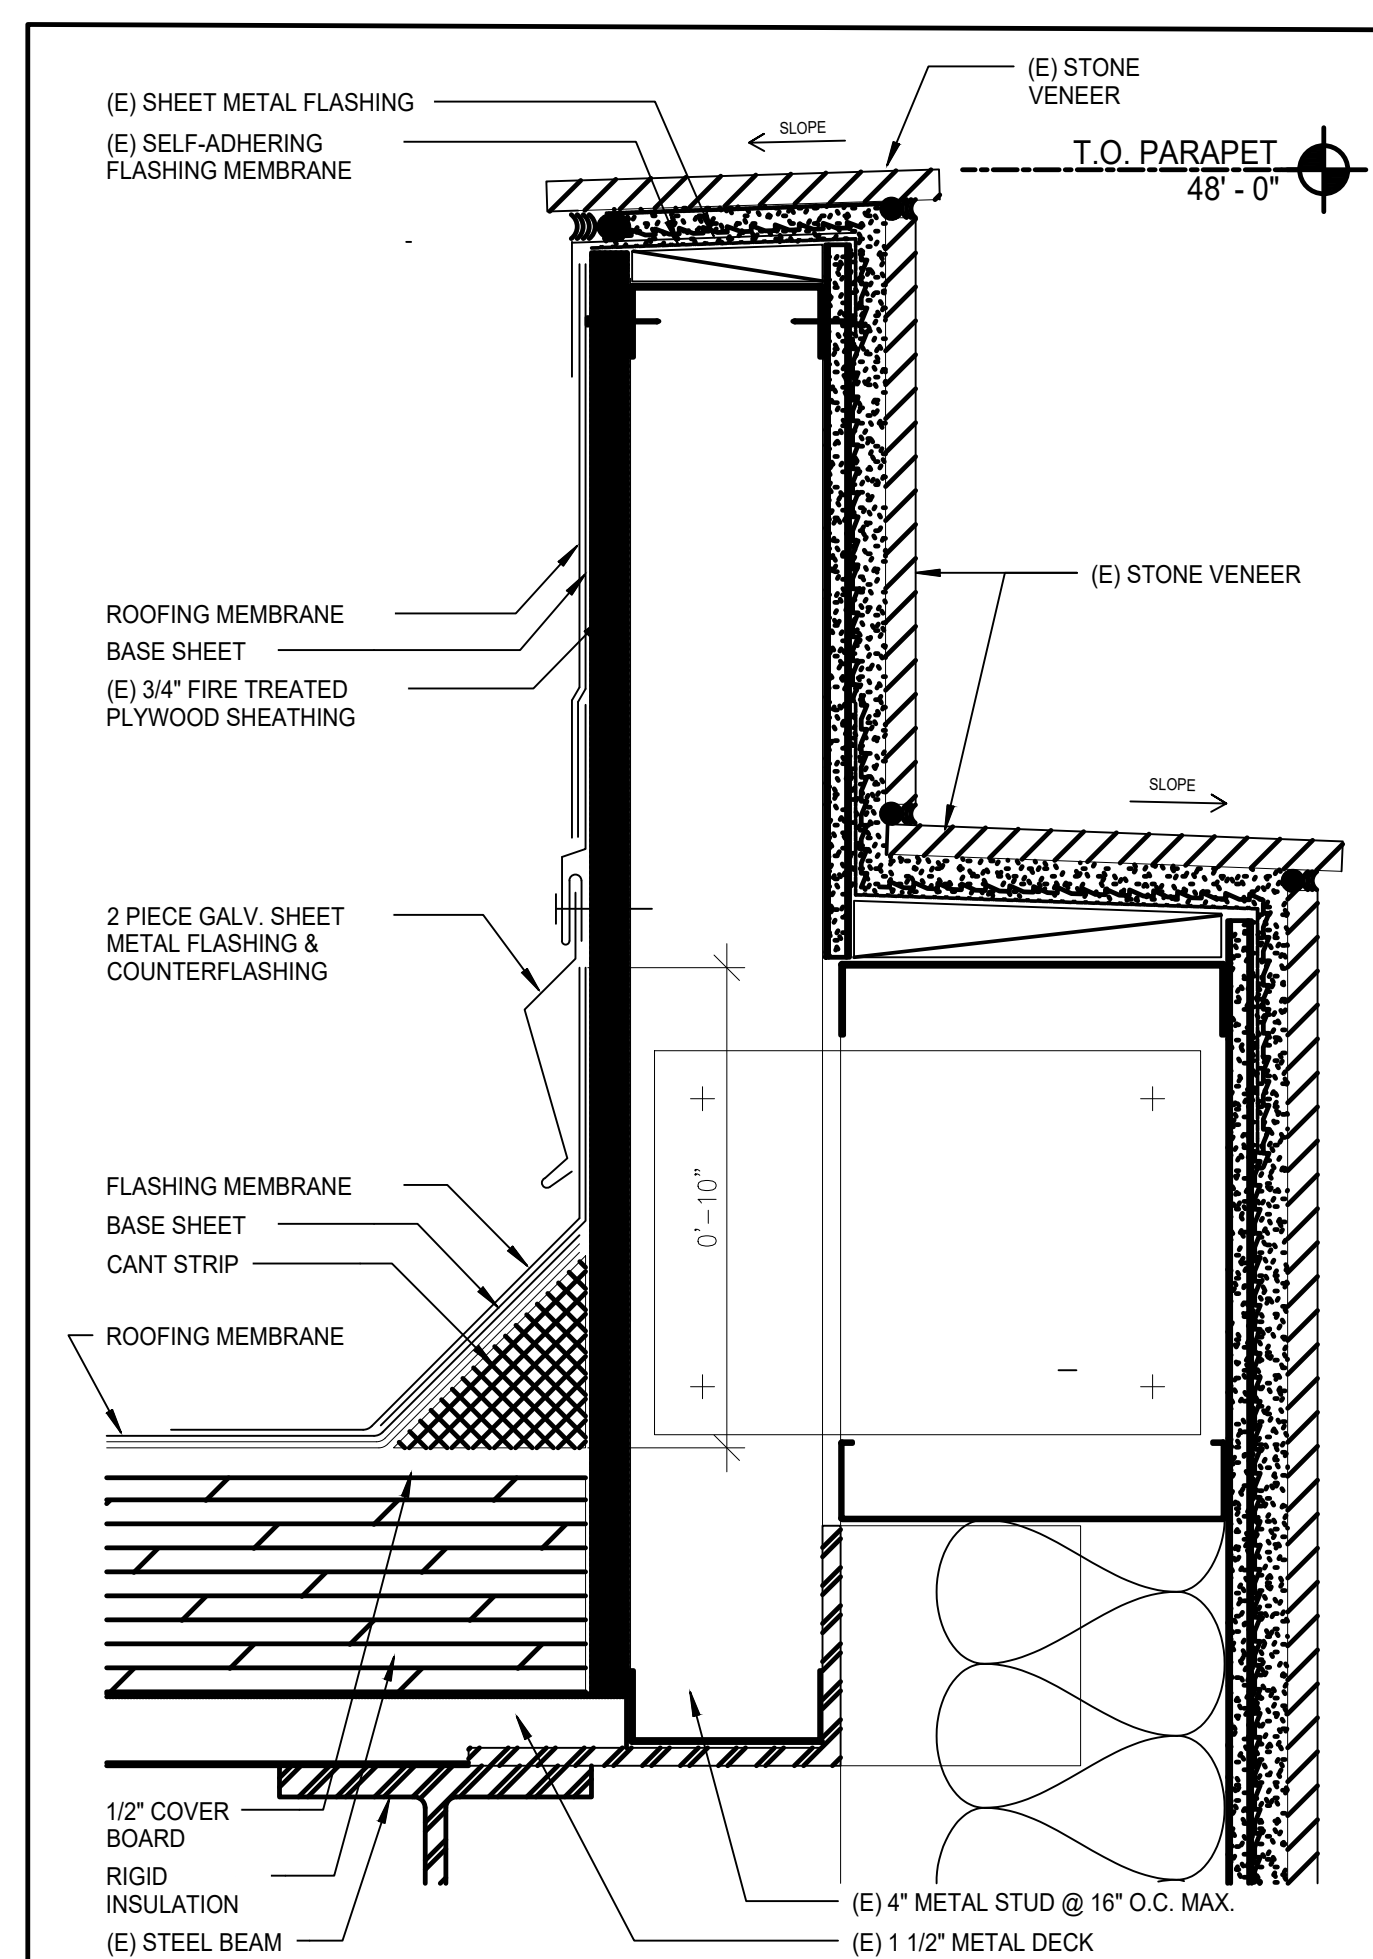 (E) STONE
VENEER
(E) SHEET METAL FLASHING
SLOPE
(E) SELF-ADHERING
FLASHING MEMBRANE
T.O. PARAPET
48' - 0"
(E) STONE VENEER
ROOFING MEMBRANE
BASE SHEET
(E) 3/4" FIRE TREATED
PLYWOOD SHEATHING
SLOPE
2 PIECE GALV. SHEET
METAL FLASHING &
COUNTERFLASHING
0'-10"
FLASHING MEMBRANE
BASE SHEET
CANT STRIP
ROOFING MEMBRANE
1/2" COVER
BOARD
RIGID
INSULATION
(E) STEEL BEAM
(E) 4" METAL STUD @ 16" O.C. MAX.
(E) 1 1/2" METAL DECK